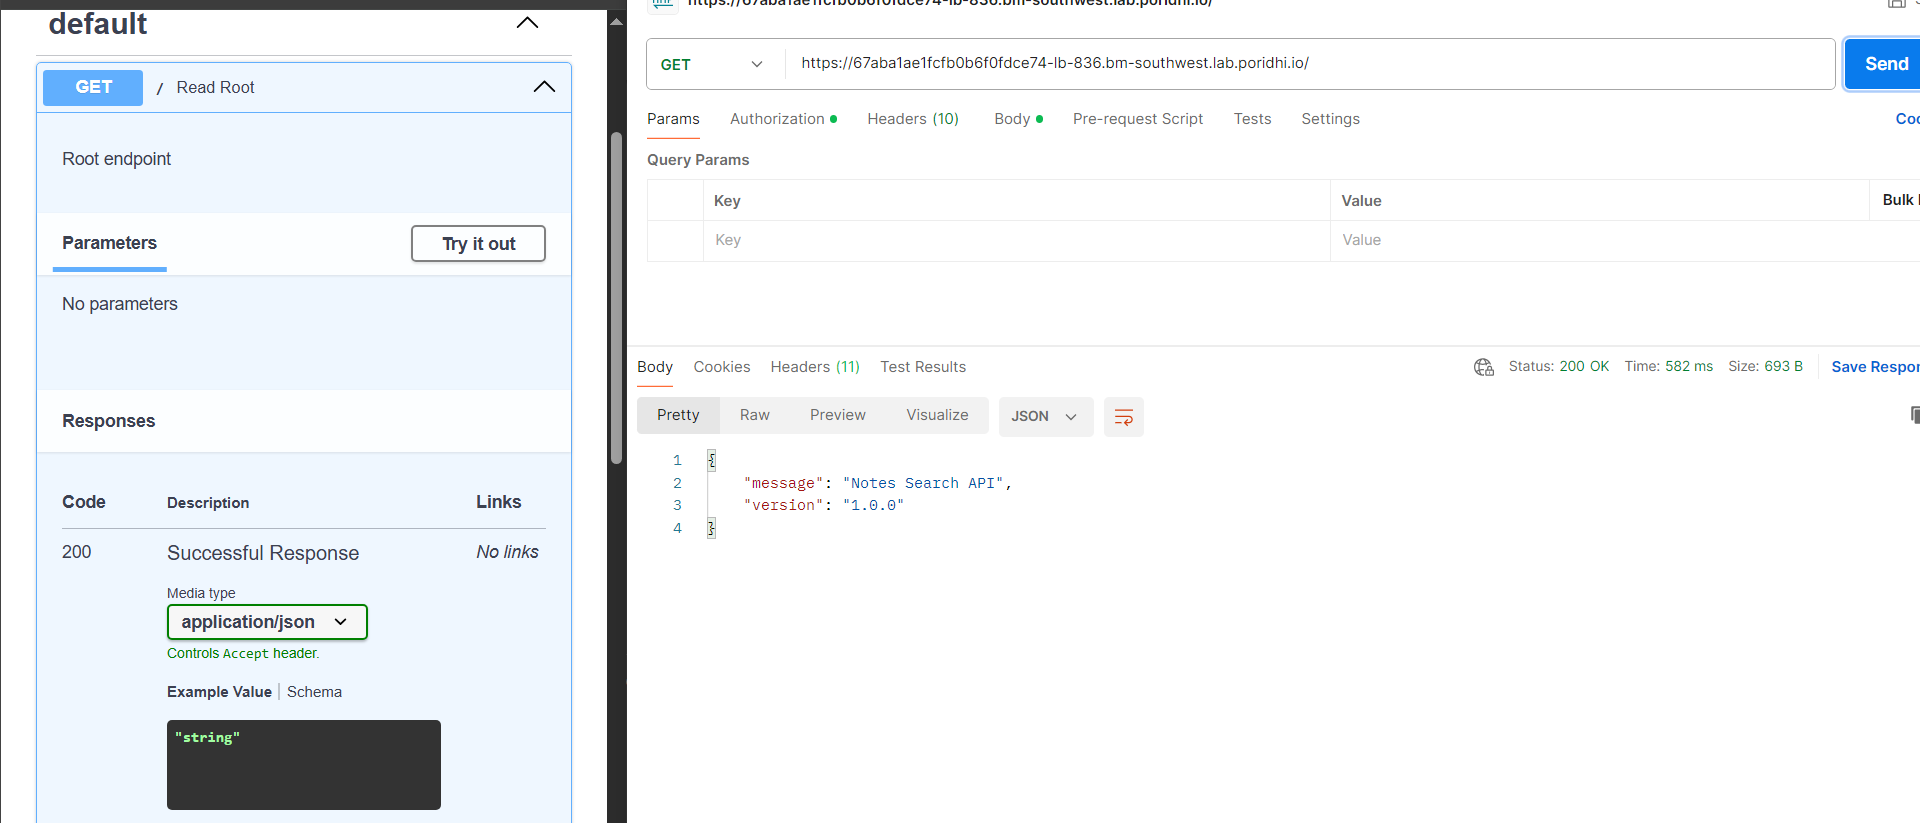 default
GET / Read Root
Root endpoint
Parameters
Try it out
No parameters
Responses
Code Description Links
200 Successful Response No links
Media type
application/json
Controls Accept header.
Example Value | Schema
"string"
GET https://67aba1ae1fcfb0b6f0fdce74-lb-836.bm-southwest.lab.poridhi.io/ Send
Params Authorization Headers (10) Body Pre-request Script Tests Settings
Query Params
Key Value Bulk
Key Value
Body Cookies Headers (11) Test Results Status: 200 OK Time: 582 ms Size: 693 B Save Respon
Pretty Raw Preview Visualize JSON
1 {
2 "message": "Notes Search API",
3 "version": "1.0.0"
4 }